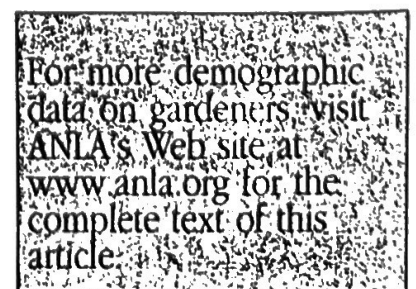 For more demographic
data on gardeners visit
ANLA's Web site at
www.anla.org for the
complete text of this
article